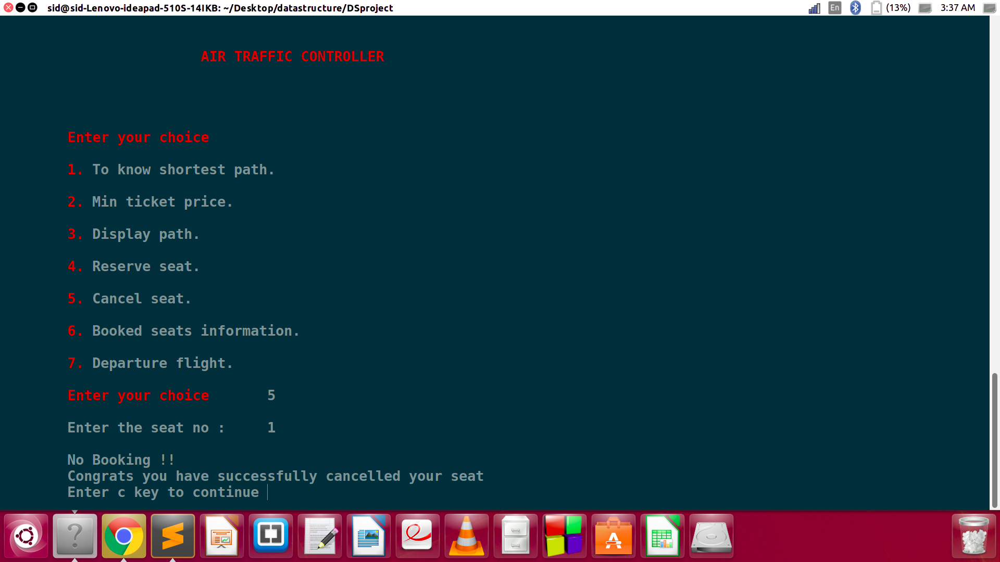 sid@sid-Lenovo-ideapad-510S-14IKB: ~/Desktop/datastructure/DSproject
En (13%) 3:37 AM
AIR TRAFFIC CONTROLLER
Enter your choice
1. To know shortest path.
2. Min ticket price.
3. Display path.
4. Reserve seat.
5. Cancel seat.
6. Booked seats information.
7. Departure flight.
Enter your choice 5
Enter the seat no : 1
No Booking !!
Congrats you have successfully cancelled your seat
Enter c key to continue